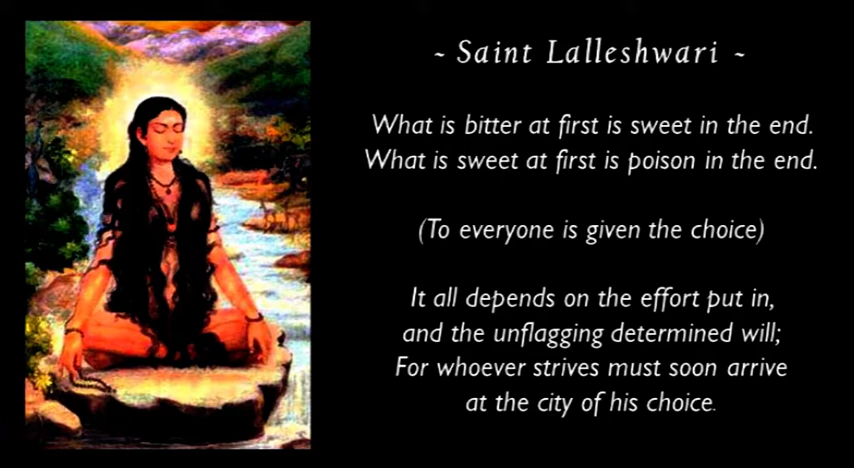 ~ Saint Lalleshwari ~
What is bitter at first is sweet in the end.
What is sweet at first is poison in the end.
(To everyone is given the choice)
It all depends on the effort put in,
and the unflagging determined will;
For whoever strives must soon arrive
at the city of his choice.